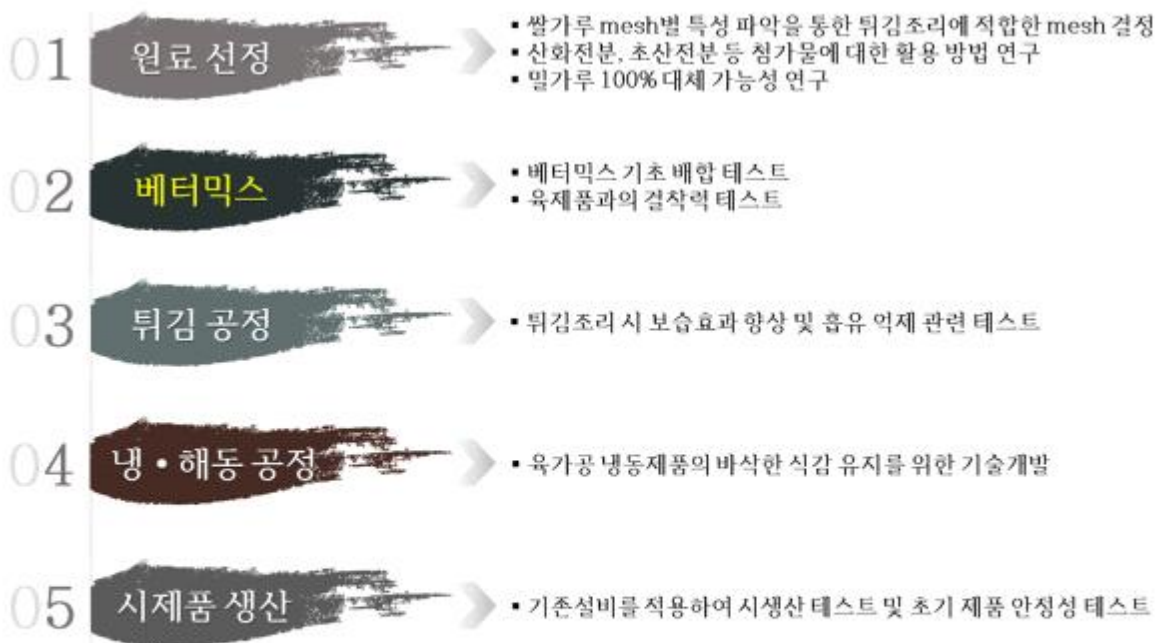 01 원료 선정
▪ 쌀가루 mesh별 특성 파악을 통한 튀김조리에 적합한 mesh 결정
▪ 산화전분, 초산전분 등 첨가물에 대한 활용 방법 연구
▪ 밀가루 100% 대체 가능성 연구
02 베터믹스
▪ 베터믹스 기초 배합 테스트
▪ 육제품과의 결착력 테스트
03 튀김 공정
▪ 튀김조리 시 보습효과 향상 및 흡유 억제 관련 테스트
04 냉・해동 공정
▪ 육가공 냉동제품의 바삭한 식감 유지를 위한 기술개발
05 시제품 생산
▪ 기존설비를 적용하여 시생산 테스트 및 초기 제품 안정성 테스트